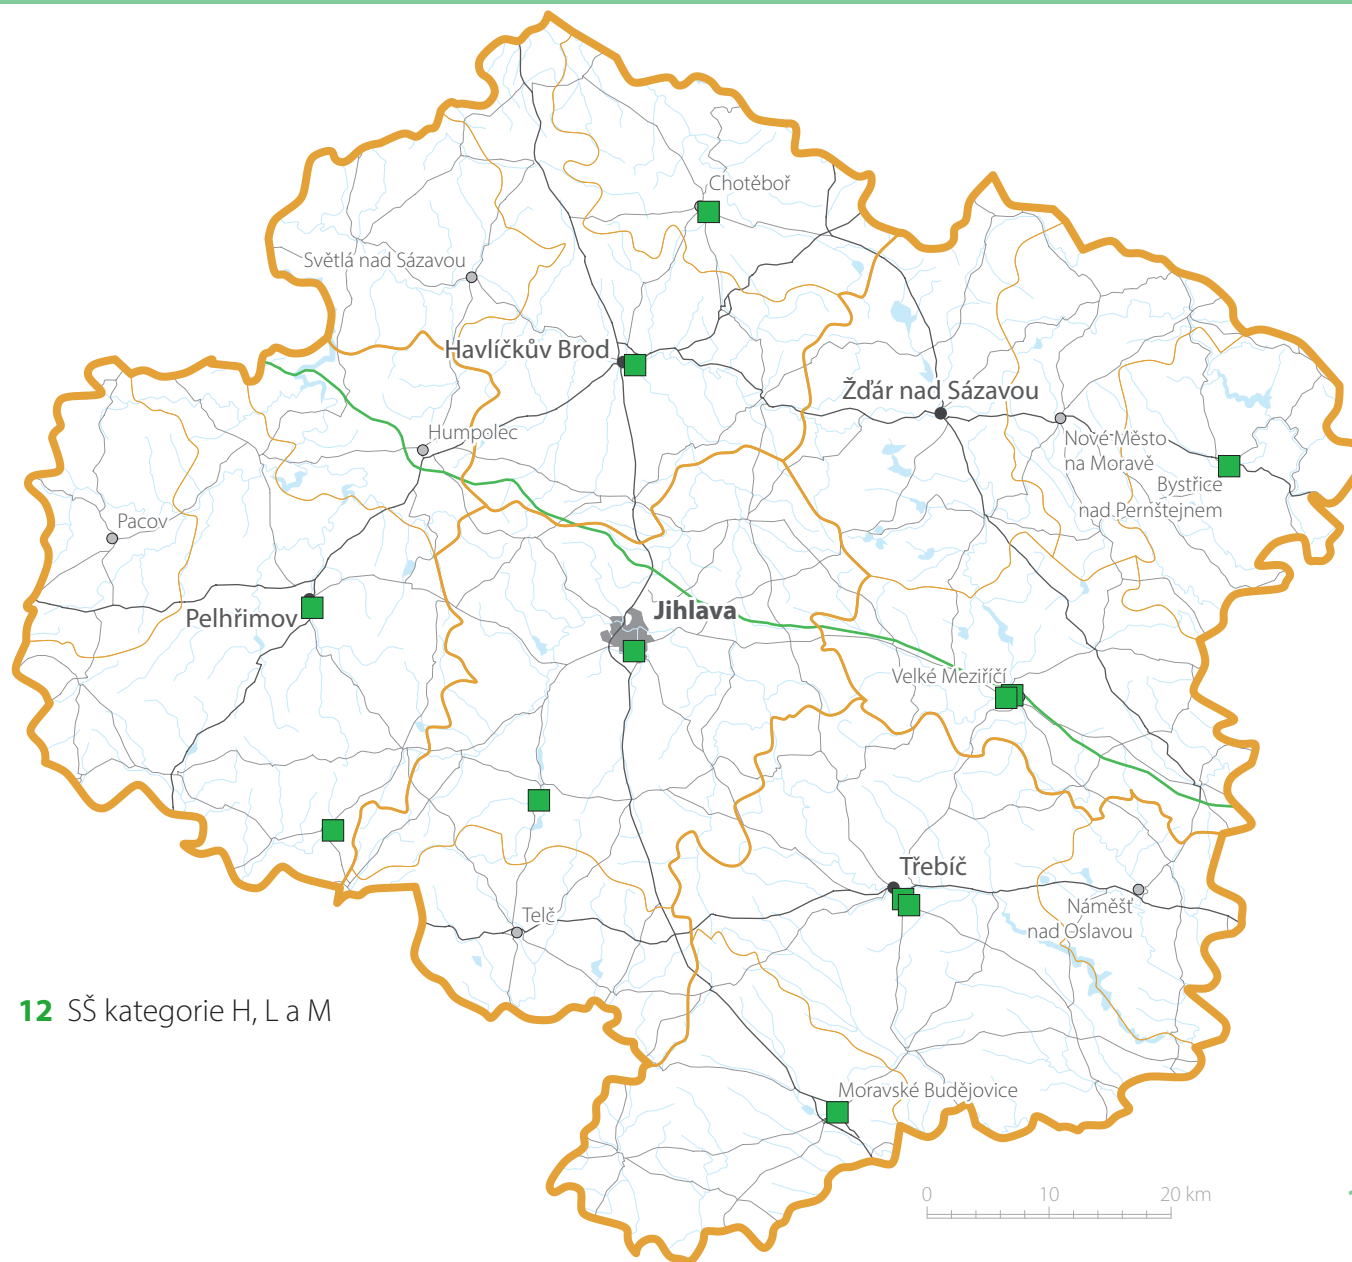 Chotěboř
Světlá nad Sázavou
Havlíčkův Brod
Žďár nad Sázavou
Humpolec
Nové Město
na Moravě
Bystřice
nad Pernštejnem
Pacov
Pelhřimov
Jihlava
Velké Meziříčí
Třebíč
Náměšť
nad Oslavou
Telč
12 SŠ kategorie H, L a M
Moravské Budějovice
0 10 20 km